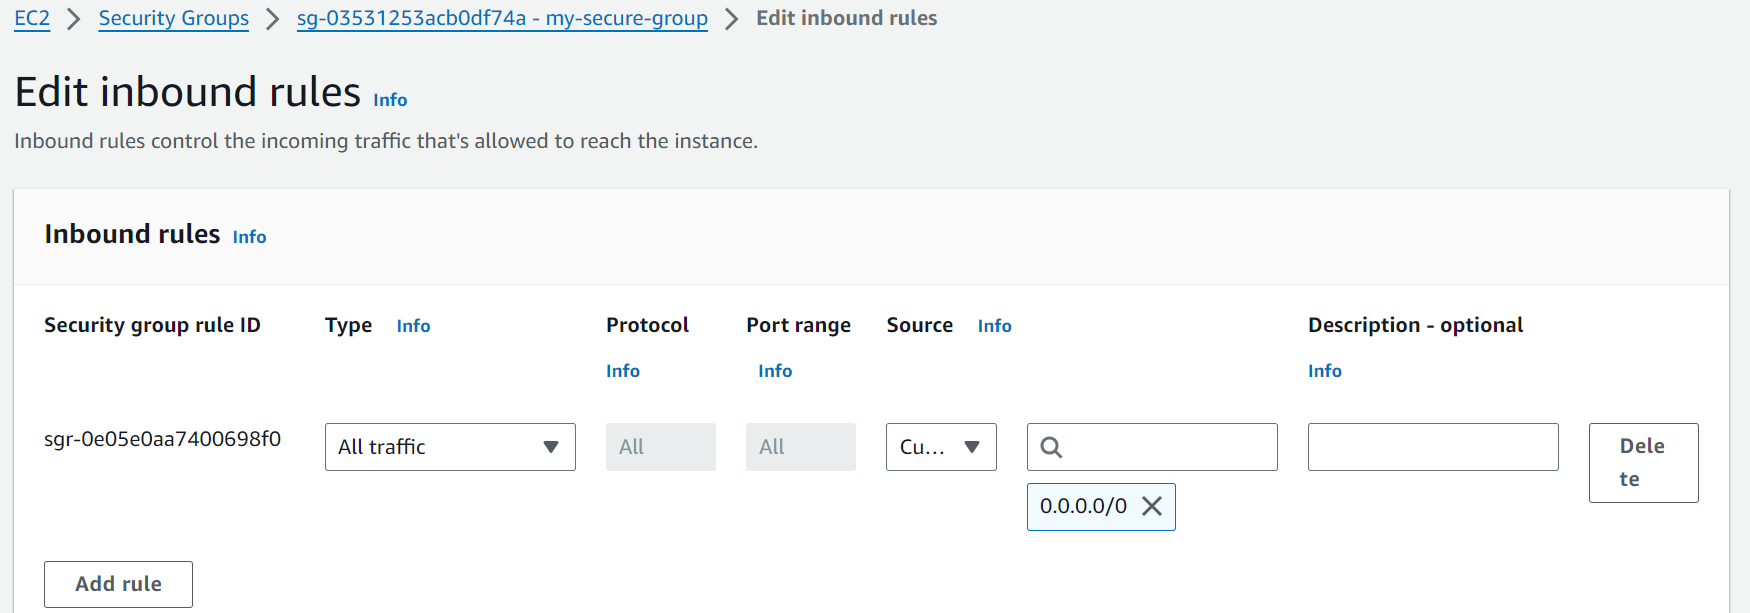 EC2 > Security Groups > sg-03531253acb0df74a - my-secure-group > Edit inbound rules
Edit inbound rules Info
Inbound rules control the incoming traffic that's allowed to reach the instance.
Inbound rules Info
Security group rule ID Type Info Protocol Port range Source Info Description - optional
Info Info Info
sgr-0e05e0aa7400698f0 All traffic All All Cu... Dele
te
0.0.0.0/0
Add rule